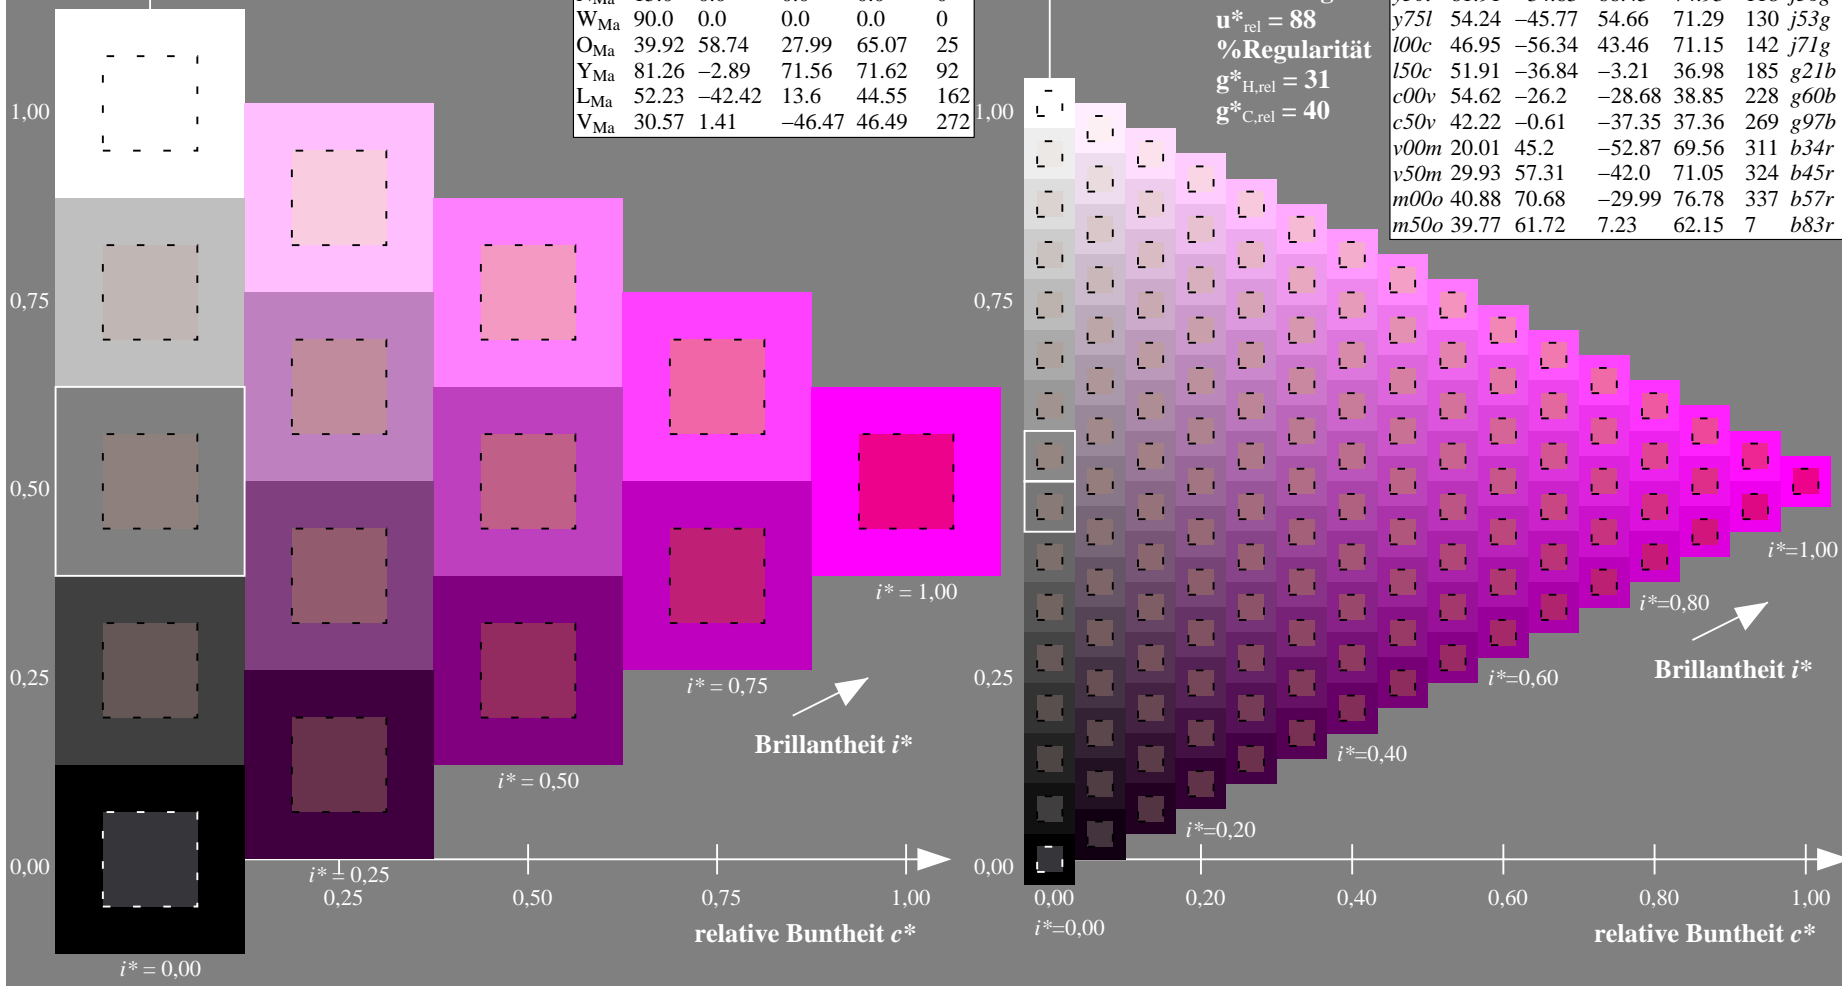 W_Ma 90.0 0.0 0.0 0.0 0
O_Ma 39.92 58.74 27.99 65.07 25
Y_Ma 81.26 −2.89 71.56 71.62 92
L_Ma 52.23 −42.42 13.6 44.55 162
V_Ma 30.57 1.41 −46.47 46.49 272
u*_rel = 88
%Regularität
g*_H,rel = 31
g*_C,rel = 40
y75l 54.24 −45.77 54.66 71.29 130 j53g
l00c 46.95 −56.34 43.46 71.15 142 j71g
l50c 51.91 −36.84 −3.21 36.98 185 g21b
c00v 54.62 −26.2 −28.68 38.85 228 g60b
c50v 42.22 −0.61 −37.35 37.36 269 g97b
v00m 20.01 45.2 −52.87 69.56 311 b34r
v50m 29.93 57.31 −42.0 71.05 324 b45r
m00o 40.88 70.68 −29.99 76.78 337 b57r
m50o 39.77 61.72 7.23 62.15 7 b83r
1,00
0,75
0,50
0,25
0,00
i* = 1,00
i* = 0,75
Brillantheit i*
i* = 0,50
i* = 0,25
0,25 0,50 0,75 1,00
relative Buntheit c*
i* = 0,00
1,00
0,75
0,25
0,00
i*=1,00
i*=0,80
Brillantheit i*
i*=0,60
i*=0,40
i*=0,20
0,00 0,20 0,40 0,60 0,80 1,00
i*=0,00
relative Buntheit c*